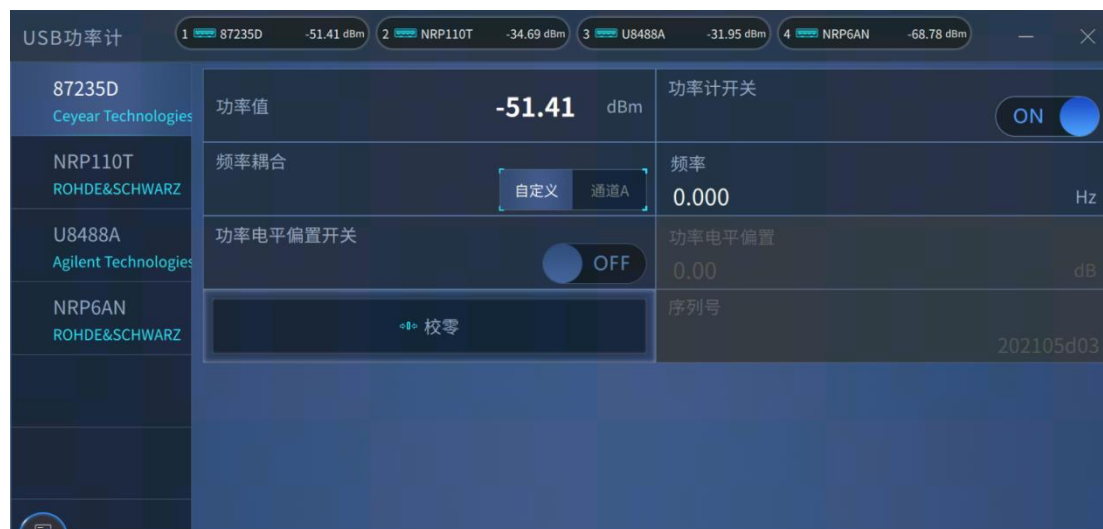 USB功率计
1 87235D -51.41 dBm 2 NRP110T -34.69 dBm 3 U8488A -31.95 dBm 4 NRP6AN -68.78 dBm
87235D
Ceyear Technologies
NRP110T
ROHDE&SCHWARZ
U8488A
Agilent Technologies
NRP6AN
ROHDE&SCHWARZ
功率值 -51.41 dBm
功率计开关
ON
频率耦合
自定义 通道A
频率
0.000 Hz
功率电平偏置开关
OFF
功率电平偏置
0.00 dB
校零
序列号
202105d03